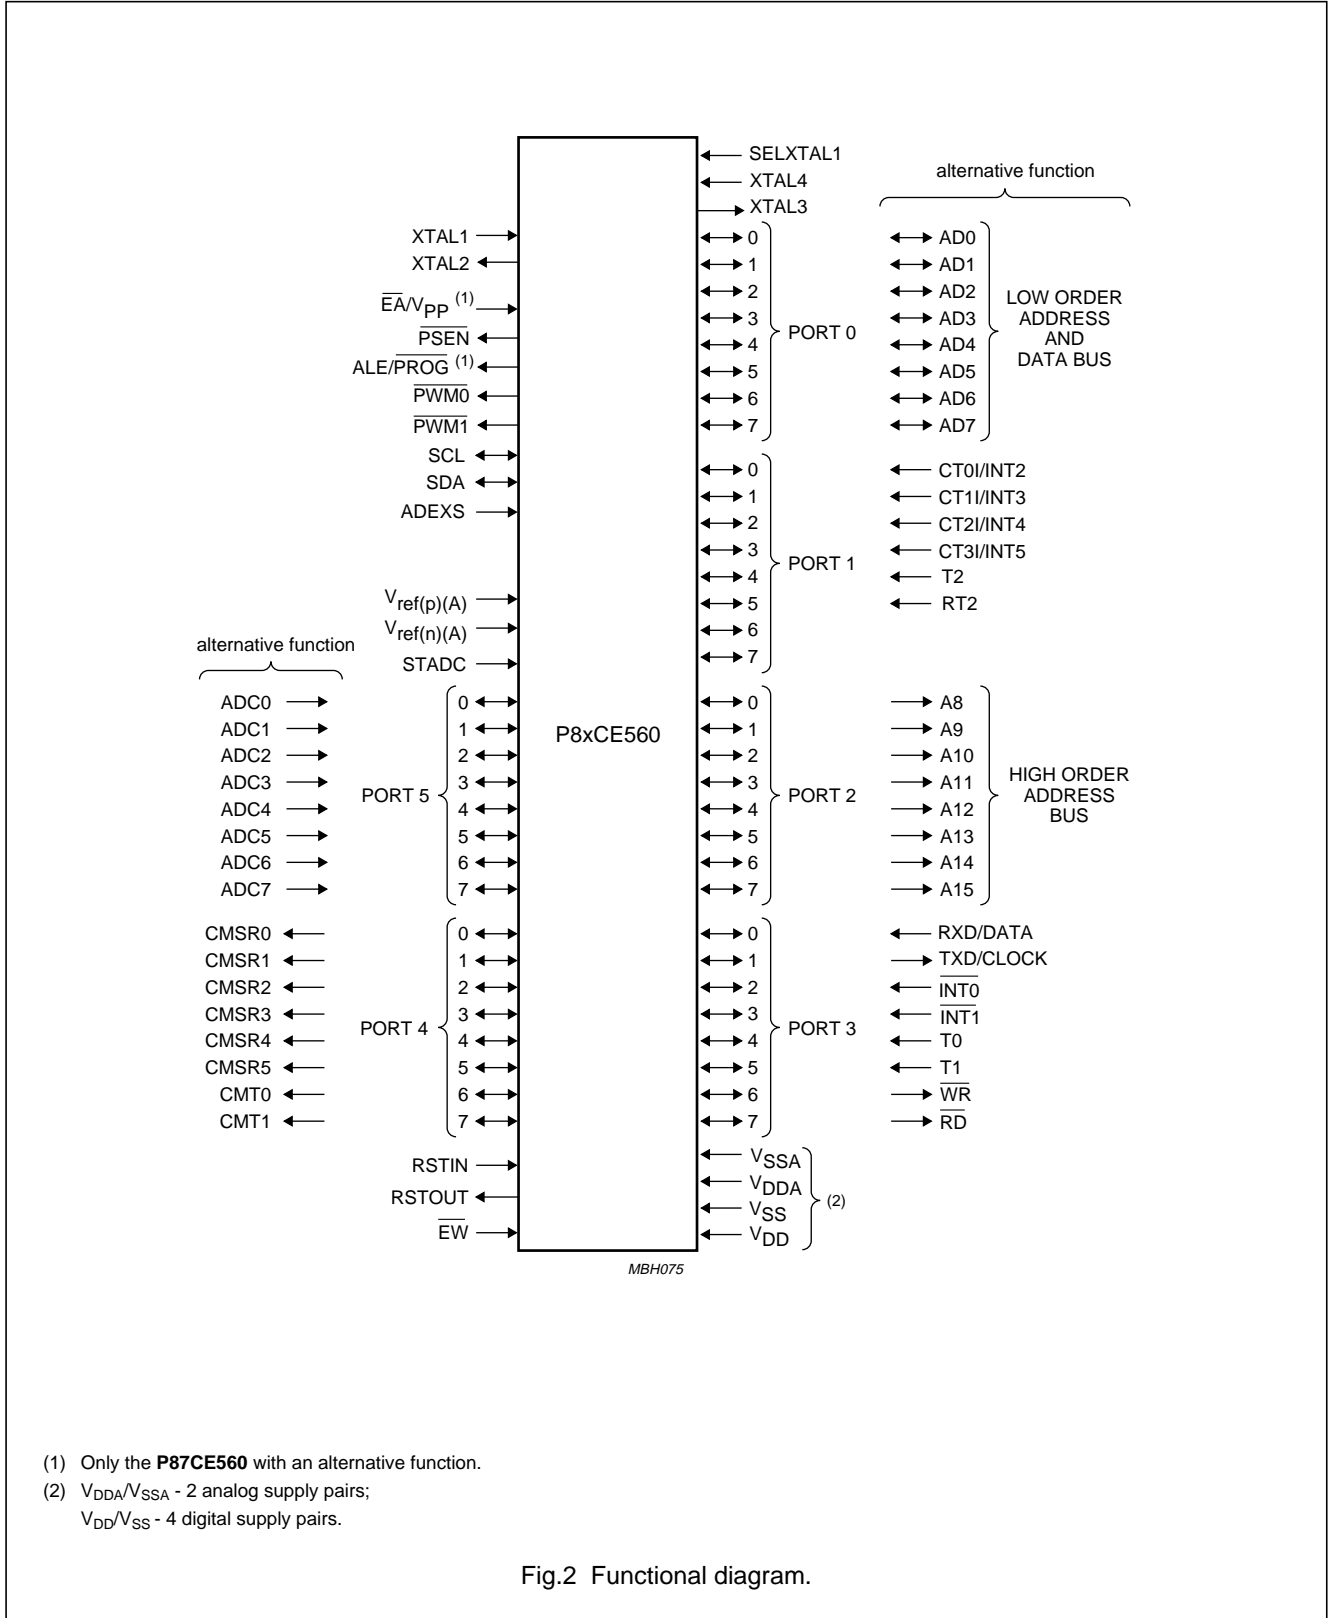 SELXTAL1
XTAL4
XTAL3
alternative function
XTAL1
XTAL2
EA/VPP (1)
PSEN
ALE/PROG (1)
PWM0
PWM1
SCL
SDA
ADEXS
Vref(p)(A)
Vref(n)(A)
STADC
0
1
2
3
4
5
6
7
PORT 0
AD0
AD1
AD2
AD3
AD4
AD5
AD6
AD7
LOW ORDER
ADDRESS
AND
DATA BUS
0
1
2
3
4
5
6
7
PORT 1
CT0I/INT2
CT1I/INT3
CT2I/INT4
CT3I/INT5
T2
RT2
alternative function
ADC0
ADC1
ADC2
ADC3
ADC4
ADC5
ADC6
ADC7
PORT 5
0
1
2
3
4
5
6
7
P8xCE560
0
1
2
3
4
5
6
7
PORT 2
A8
A9
A10
A11
A12
A13
A14
A15
HIGH ORDER
ADDRESS
BUS
CMSR0
CMSR1
CMSR2
CMSR3
CMSR4
CMSR5
CMT0
CMT1
PORT 4
0
1
2
3
4
5
6
7
0
1
2
3
4
5
6
7
PORT 3
RXD/DATA
TXD/CLOCK
INT0
INT1
T0
T1
WR
RD
RSTIN
RSTOUT
EW
VSSA
VDDA
VSS
VDD
(2)
MBH075
(1) Only the P87CE560 with an alternative function.
(2) VDDA/VSSA - 2 analog supply pairs;
VDD/VSS - 4 digital supply pairs.
Fig.2 Functional diagram.